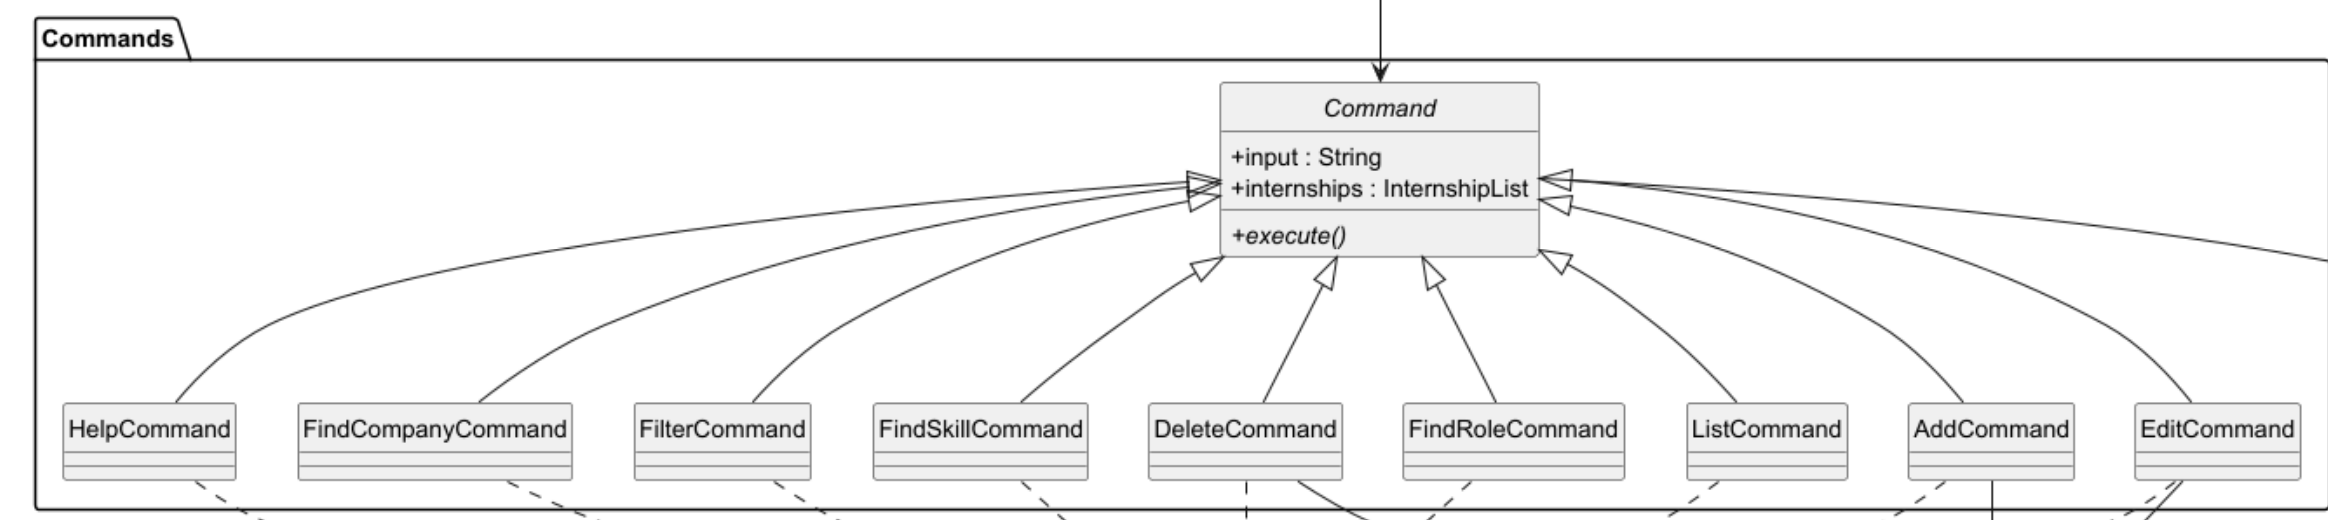 Commands
Command
+input : String
+internships : InternshipList
+execute()
HelpCommand
FindCompanyCommand
FilterCommand
FindSkillCommand
DeleteCommand
FindRoleCommand
ListCommand
AddCommand
EditCommand